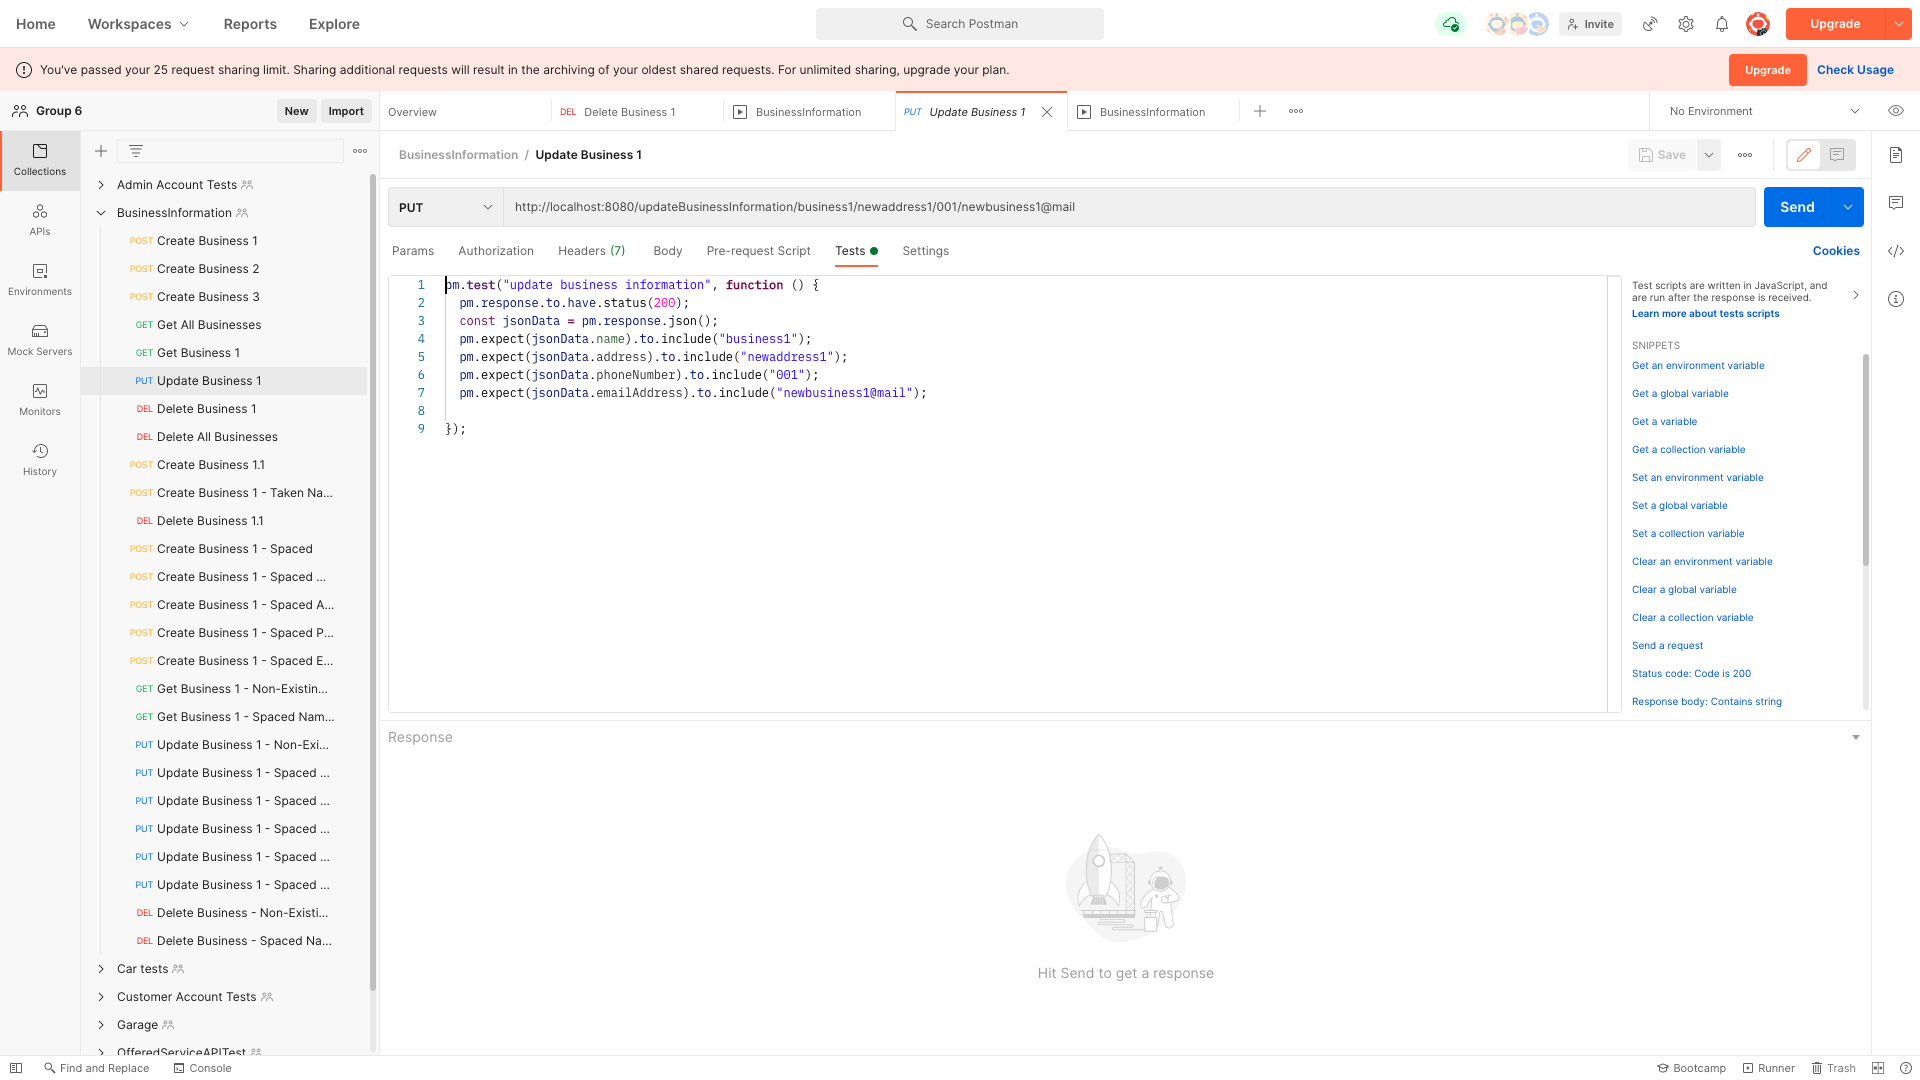 Home
Workspaces
Reports
Explore
Search Postman
Invite
Upgrade
You've passed your 25 request sharing limit. Sharing additional requests will result in the archiving of your oldest shared requests. For unlimited sharing, upgrade your plan.
Upgrade
Check Usage
Group 6
New
Import
Overview
DEL Delete Business 1
BusinessInformation
PUT Update Business 1
BusinessInformation
No Environment
Collections
APIs
Environments
Mock Servers
Monitors
History
Admin Account Tests
BusinessInformation
POST Create Business 1
POST Create Business 2
POST Create Business 3
GET Get All Businesses
GET Get Business 1
PUT Update Business 1
DEL Delete Business 1
DEL Delete All Businesses
POST Create Business 1.1
POST Create Business 1 - Taken Na...
DEL Delete Business 1.1
POST Create Business 1 - Spaced
POST Create Business 1 - Spaced ...
POST Create Business 1 - Spaced A...
POST Create Business 1 - Spaced P...
POST Create Business 1 - Spaced E...
GET Get Business 1 - Non-Existin...
GET Get Business 1 - Spaced Nam...
PUT Update Business 1 - Non-Exi...
PUT Update Business 1 - Spaced ...
PUT Update Business 1 - Spaced ...
PUT Update Business 1 - Spaced ...
PUT Update Business 1 - Spaced ...
PUT Update Business 1 - Spaced ...
DEL Delete Business - Non-Existi...
DEL Delete Business - Spaced Na...
Car tests
Customer Account Tests
Garage
OfferedServiceAPITest
BusinessInformation / Update Business 1
Save
PUT
http://localhost:8080/updateBusinessInformation/business1/newaddress1/001/newbusiness1@mail
Send
Params
Authorization
Headers (7)
Body
Pre-request Script
Tests
Settings
Cookies
1 pm.test("update business information", function () {
2 pm.response.to.have.status(200);
3 const jsonData = pm.response.json();
4 pm.expect(jsonData.name).to.include("business1");
5 pm.expect(jsonData.address).to.include("newaddress1");
6 pm.expect(jsonData.phoneNumber).to.include("001");
7 pm.expect(jsonData.emailAddress).to.include("newbusiness1@mail");
8
9 });
Test scripts are written in JavaScript, and
are run after the response is received.
Learn more about tests scripts
SNIPPETS
Get an environment variable
Get a global variable
Get a variable
Get a collection variable
Set an environment variable
Set a global variable
Set a collection variable
Clear an environment variable
Clear a global variable
Clear a collection variable
Send a request
Status code: Code is 200
Response body: Contains string
Response
Hit Send to get a response
Find and Replace
Console
Bootcamp
Runner
Trash